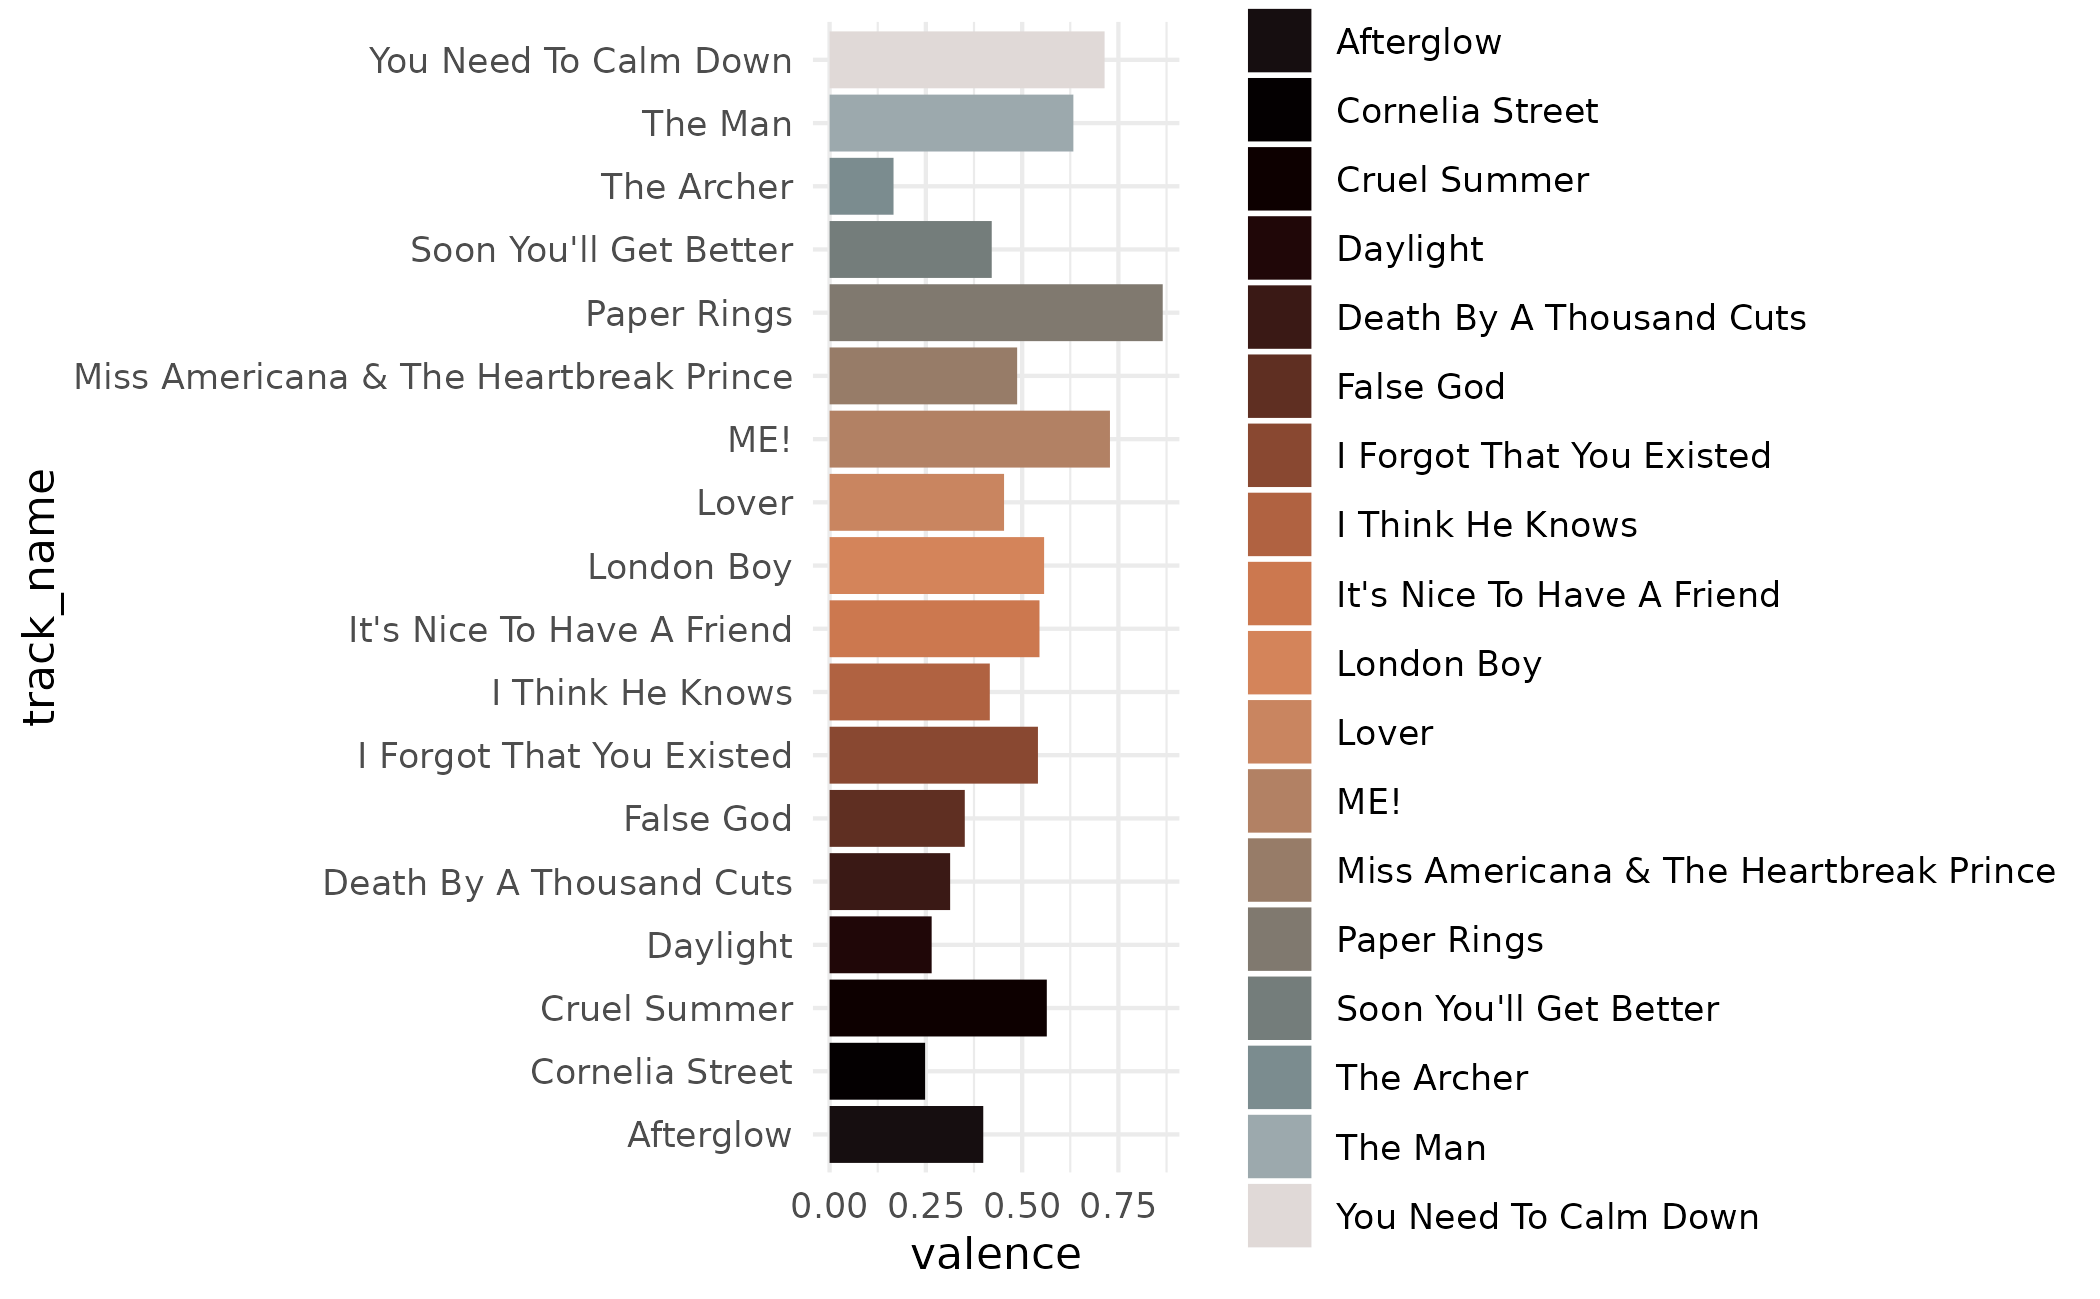 track_name
You Need To Calm Down
The Man
The Archer
Soon You'll Get Better
Paper Rings
Miss Americana & The Heartbreak Prince
ME!
Lover
London Boy
It's Nice To Have A Friend
I Think He Knows
I Forgot That You Existed
False God
Death By A Thousand Cuts
Daylight
Cruel Summer
Cornelia Street
Afterglow
0.00 0.25 0.50 0.75
valence
Afterglow
Cornelia Street
Cruel Summer
Daylight
Death By A Thousand Cuts
False God
I Forgot That You Existed
I Think He Knows
It's Nice To Have A Friend
London Boy
Lover
ME!
Miss Americana & The Heartbreak Prince
Paper Rings
Soon You'll Get Better
The Archer
The Man
You Need To Calm Down